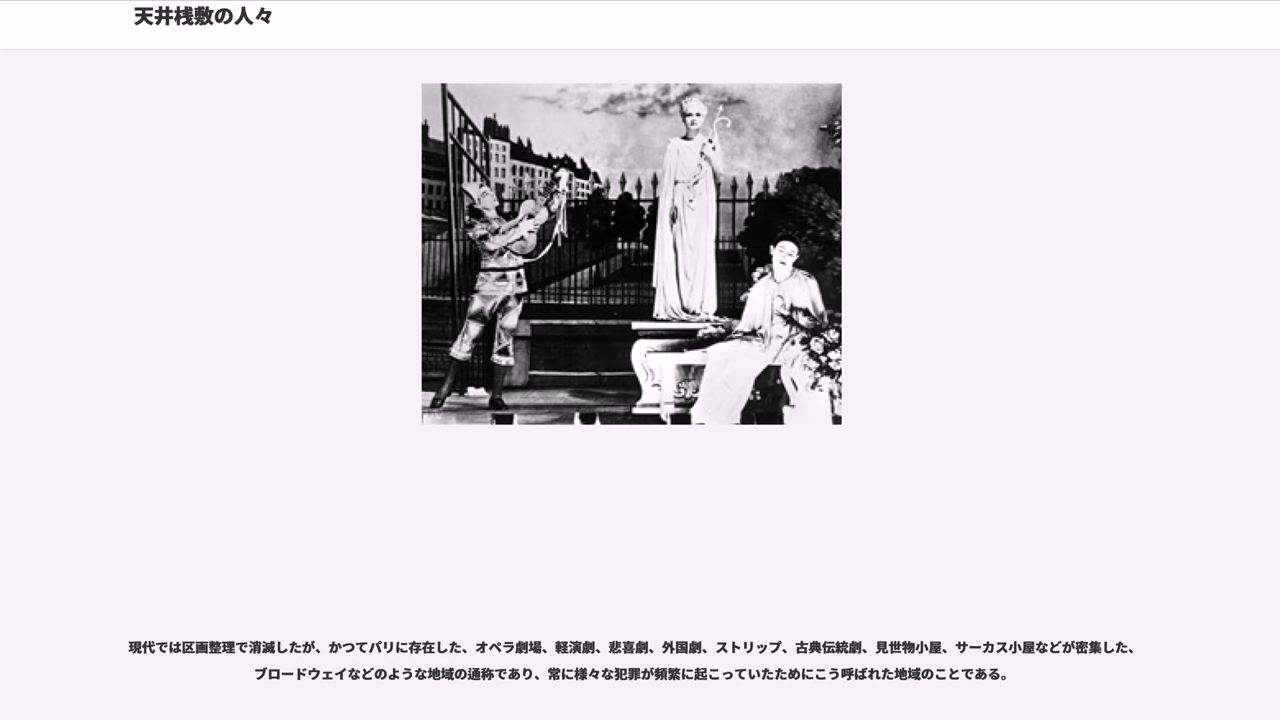 天井桟敷の人々
現代では区画整理で消滅したが、かつてパリに存在した、オペラ劇場、軽演劇、悲喜劇、外国劇、ストリップ、古典伝統劇、見世物小屋、サーカス小屋などが密集した、
ブロードウェイなどのような地域の通称であり、常に様々な犯罪が頻繁に起こっていたためにこう呼ばれた地域のことである。